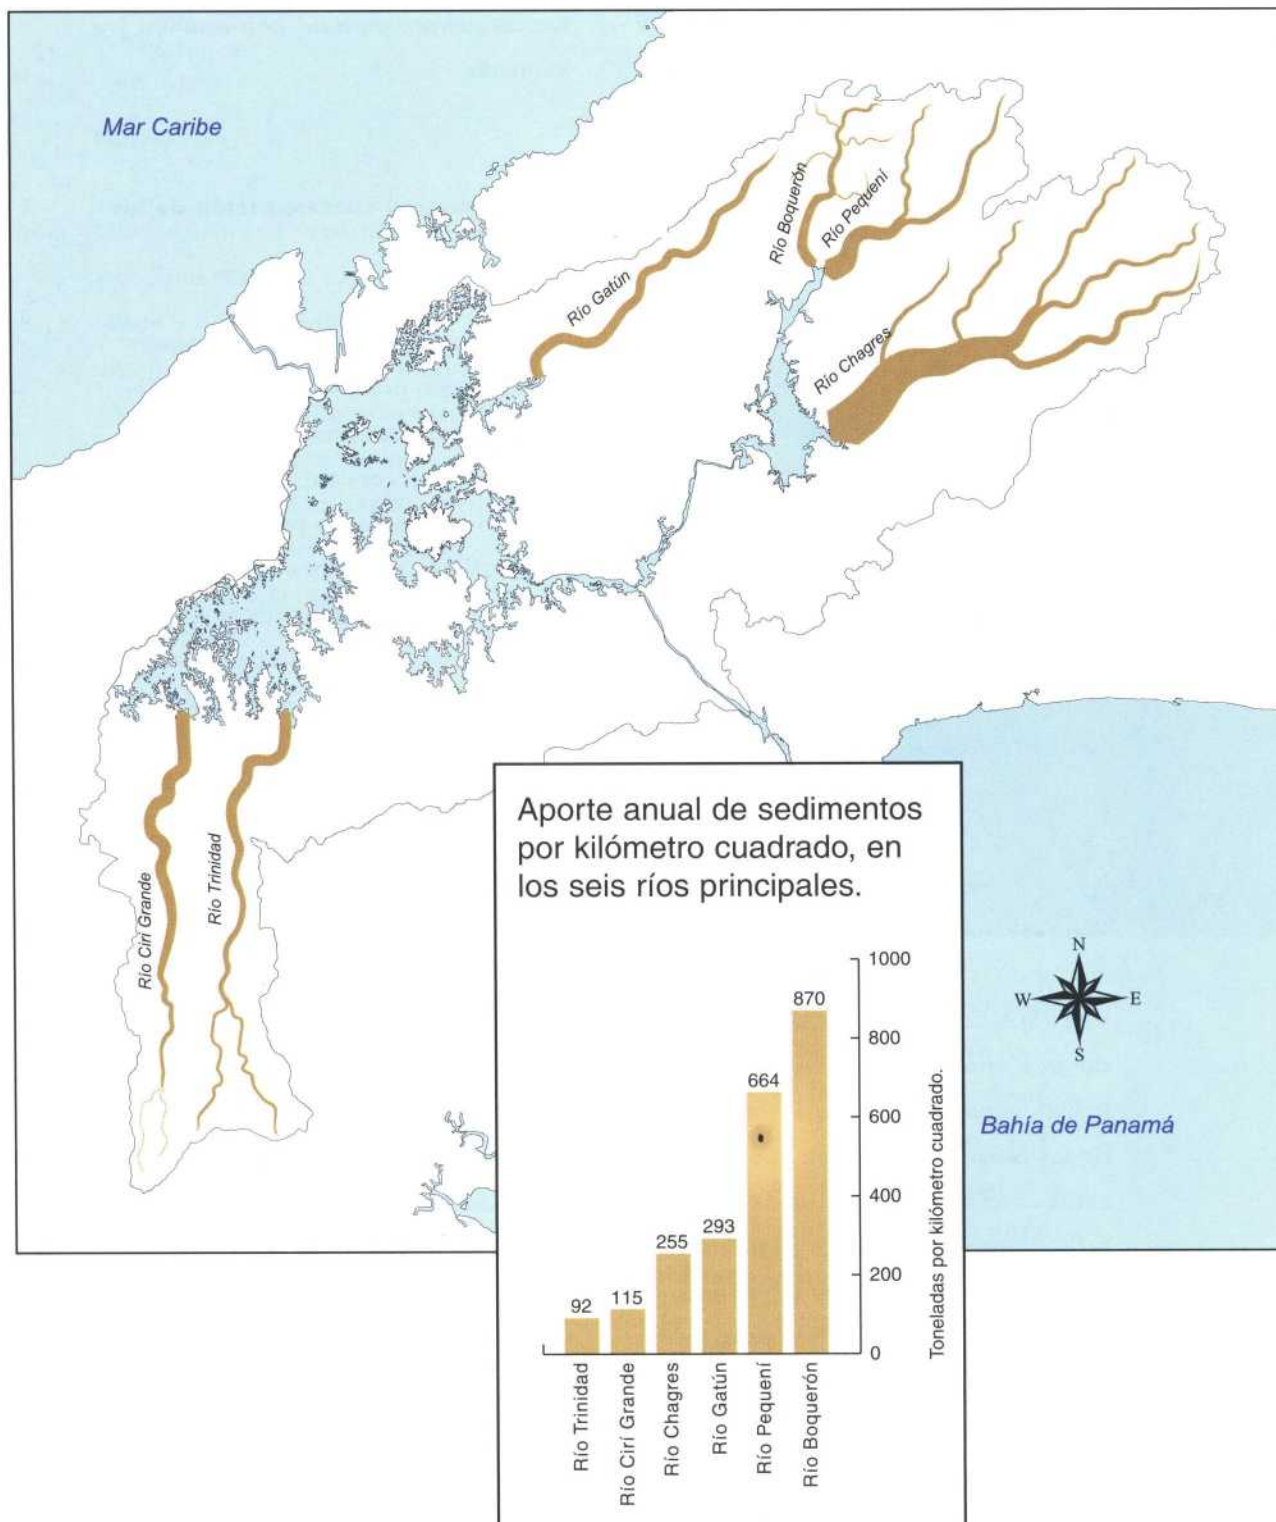 Mar Caribe
Río Boquerón
Río Pequení
Río Gatún
Río Chagres
Río Cirí Grande
Río Trinidad
N
W
E
S
Bahía de Panamá
Aporte anual de sedimentos
por kilómetro cuadrado, en
los seis ríos principales.
1000
800
600
400
200
0
Toneladas por kilómetro cuadrado.
92
115
255
293
664
870
Río Trinidad
Río Cirí Grande
Río Chagres
Río Gatún
Río Pequení
Río Boquerón